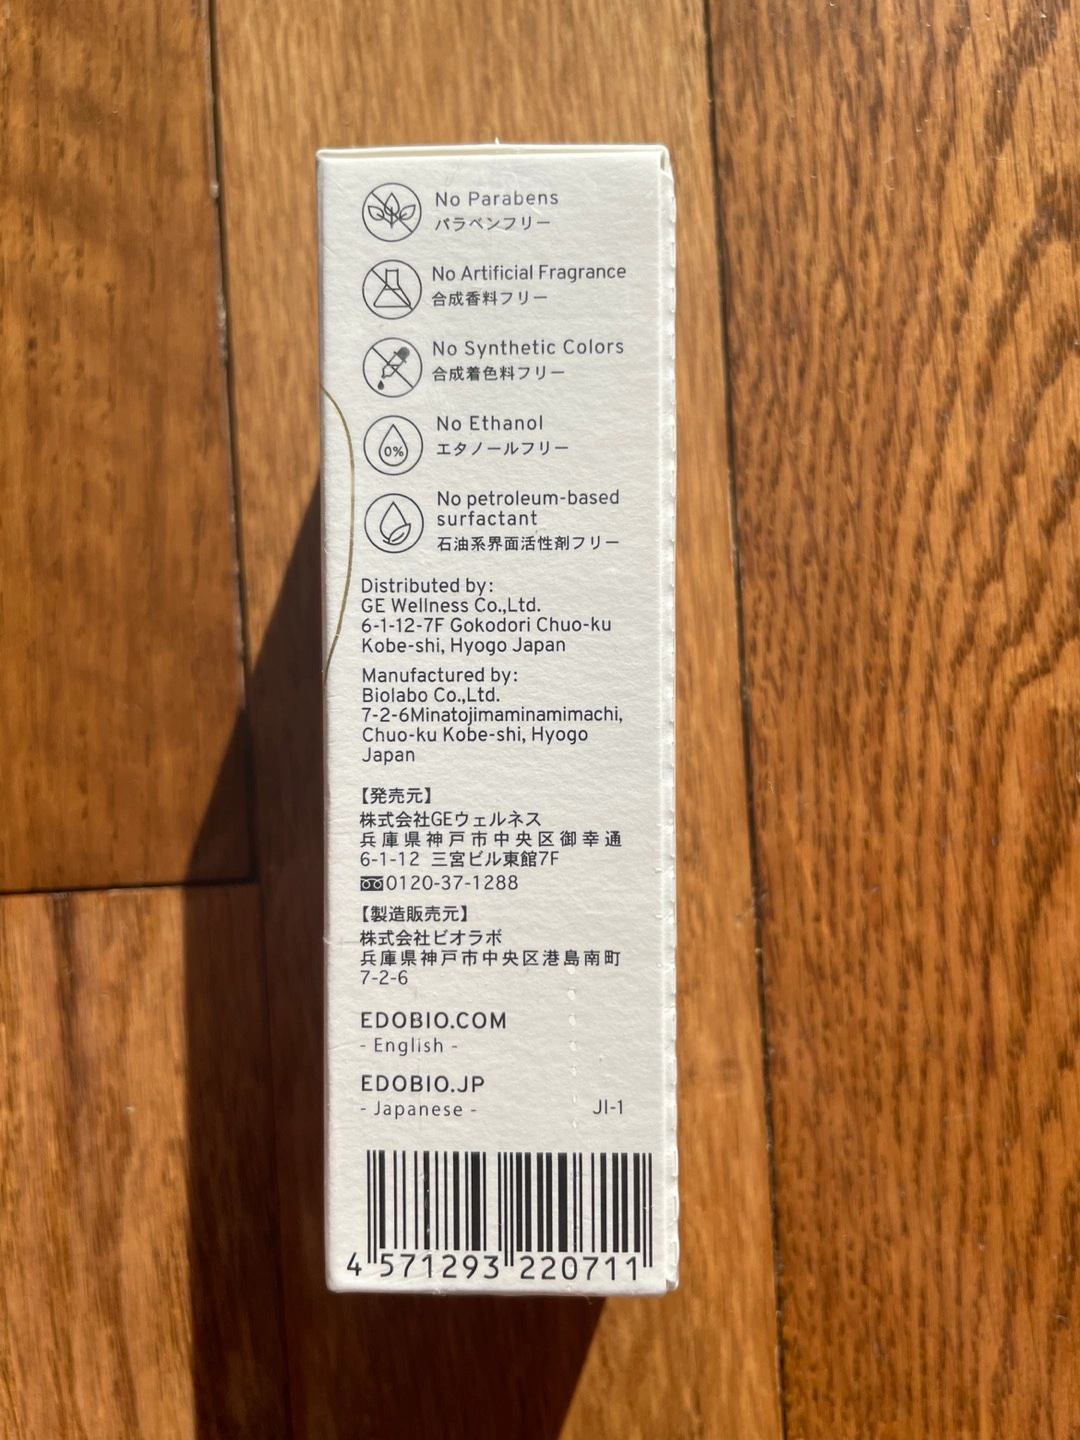 No Parabens
パラベンフリー
No Artificial Fragrance
合成香料フリー
No Synthetic Colors
合成着色料フリー
0%
No Ethanol
エタノールフリー
No petroleum-based
surfactant
石油系界面活性剤フリー
Distributed by:
GE Wellness Co.,Ltd.
6-1-12-7F Gokodori Chuo-ku
Kobe-shi, Hyogo Japan
Manufactured by:
Biolabo Co.,Ltd.
7-2-6Minatojimaminamimachi,
Chuo-ku Kobe-shi, Hyogo
Japan
【発売元】
株式会社GEウェルネス
兵庫県神戸市中央区御幸通
6-1-12 三宮ビル東館7F
0120-37-1288
【製造販売元】
株式会社ビオラボ
兵庫県神戸市中央区港島南町
7-2-6
EDOBIO.COM
- English -
EDOBIO.JP
- Japanese -
JI-1
4 571293 220711